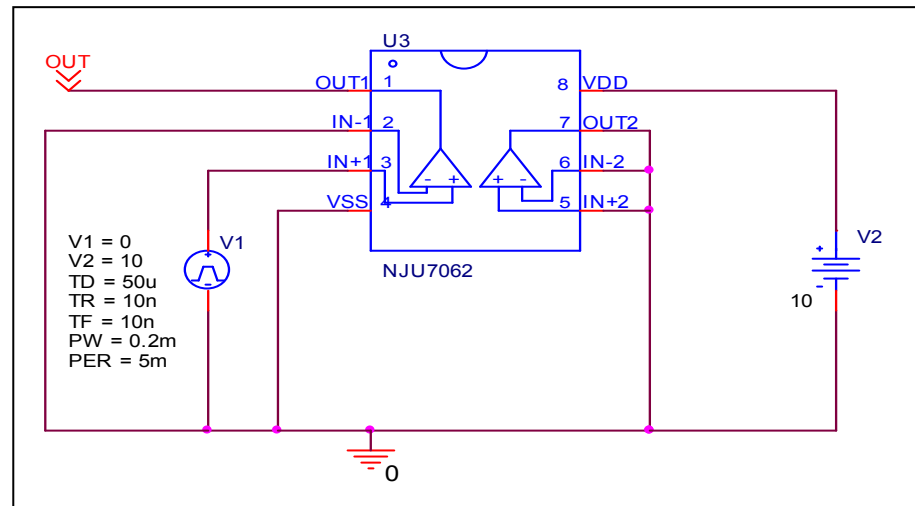 U3
OUT
OUT1 1 8 VDD
IN-1 2 7 OUT2
IN+1 3 6 IN-2
VSS 4 5 IN+2
- + + -
NJU7062
V1 = 0
V2 = 10
TD = 50u
TR = 10n
TF = 10n
PW = 0.2m
PER = 5m
+ V1
-
+ V2
-
10
0